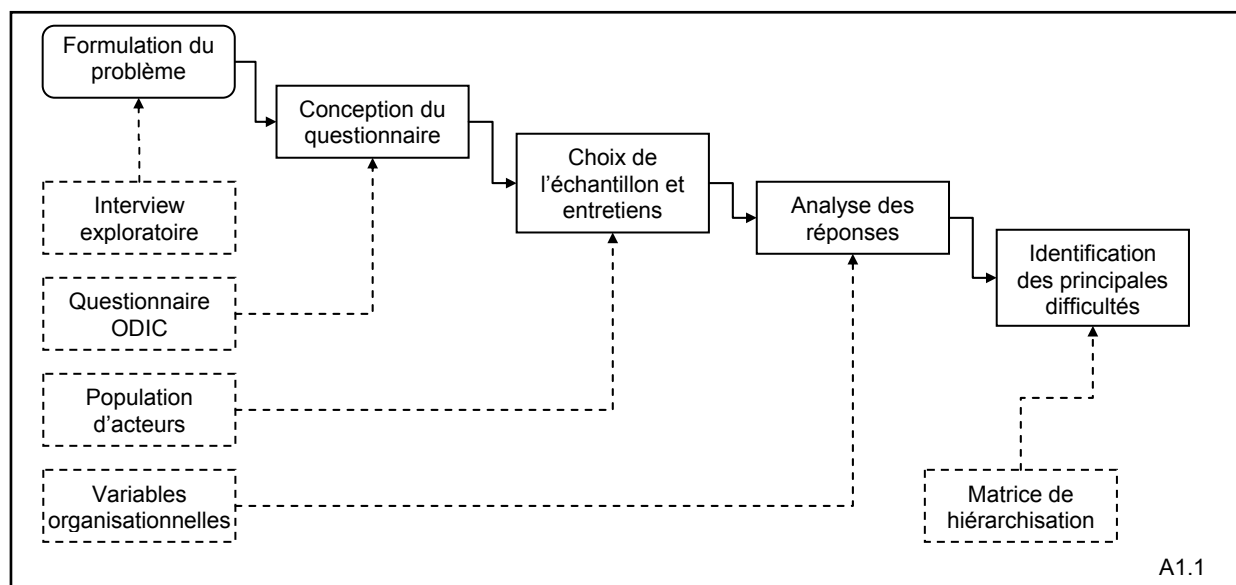 Formulation du
problème
Conception du
questionnaire
Choix de
l’échantillon et
entretiens
Analyse des
réponses
Identification
des principales
difficultés
Interview
exploratoire
Questionnaire
ODIC
Population
d’acteurs
Variables
organisationnelles
Matrice de
hiérarchisation
A1.1